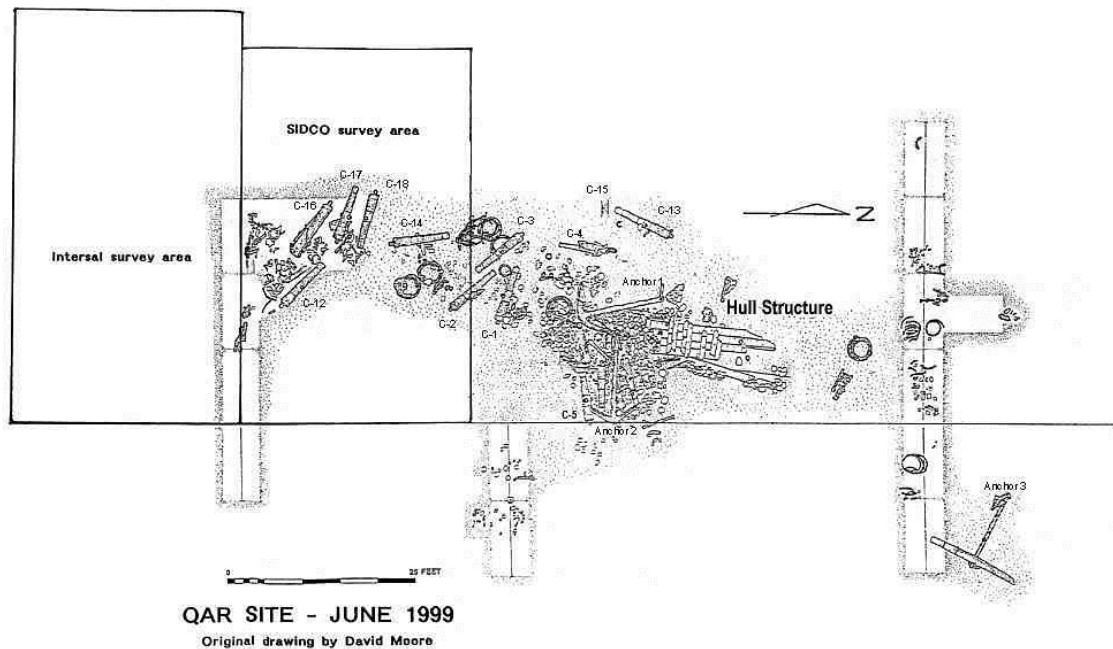 SIDCO survey area
C-17
C-18
C-16
C-15
C-14
C-3
C-13
N
C-4
Intersal survey area
Anchor 1
Hull Structure
C-12
C-2
C-1
C-5
Anchor 2
Anchor 3
0 25 FEET
QAR SITE - JUNE 1999
Original drawing by David Moore